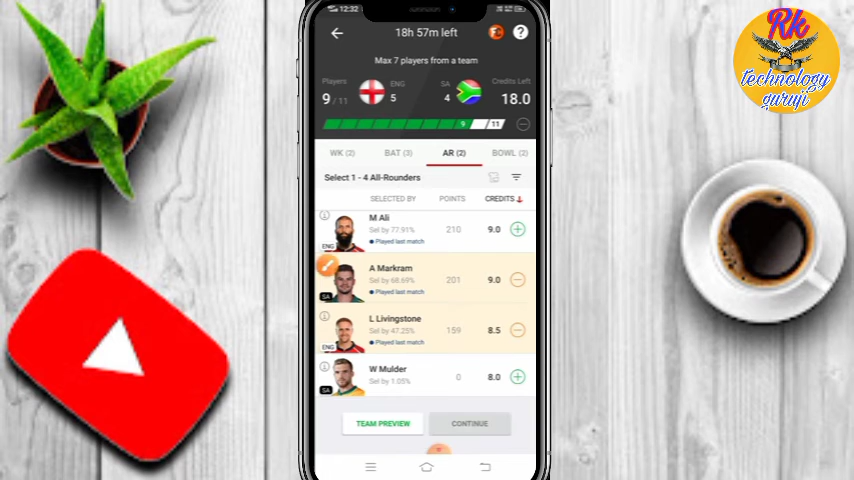 12:32
18h 57m left
?
Max 7 players from a team
Players
9 / 11
ENG
5
SA
4
Credits Left
18.0
9
11
WK (2)
BAT (3)
AR (2)
BOWL (2)
Select 1 - 4 All-Rounders
SELECTED BY
POINTS
CREDITS
M Ali
Sel by 77.91%
Played last match
ENG
210
9.0
A Markram
Sel by 68.69%
Played last match
SA
201
9.0
L Livingstone
Sel by 47.25%
Played last match
ENG
159
8.5
W Mulder
Sel by 1.05%
SA
0
8.0
TEAM PREVIEW
CONTINUE
Rk
technology
guruji